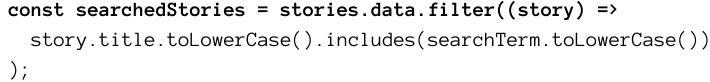 const searchedStories = stories.data.filter((story) =>
  story.title.toLowerCase().includes(searchTerm.toLowerCase())
);